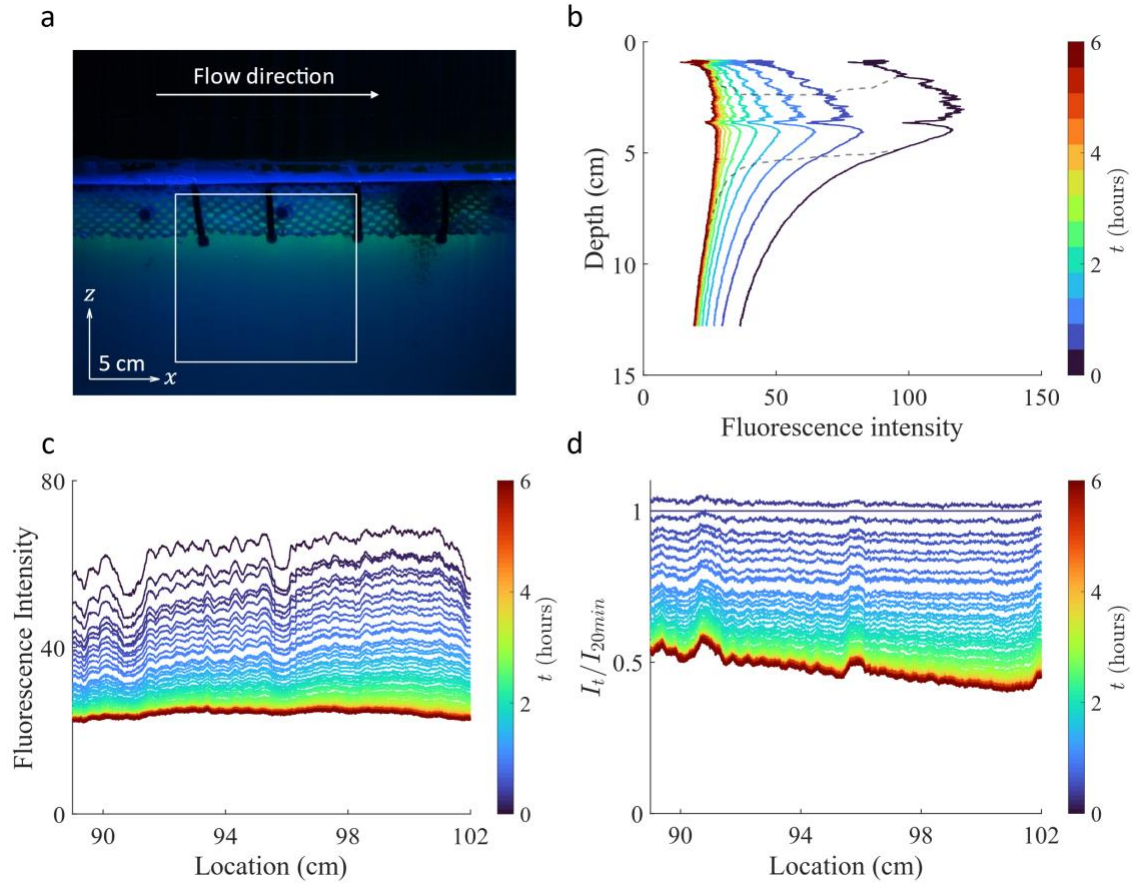 a
Flow direction
z
5 cm
x
b
0
5
10
15
Depth (cm)
0
50
100
150
Fluorescence intensity
6
4
2
0
t (hours)
c
80
40
0
Fluorescence Intensity
90
94
98
102
Location (cm)
6
4
2
0
t (hours)
d
1
0.5
0
I_t/I_20min
90
94
98
102
Location (cm)
6
4
2
0
t (hours)